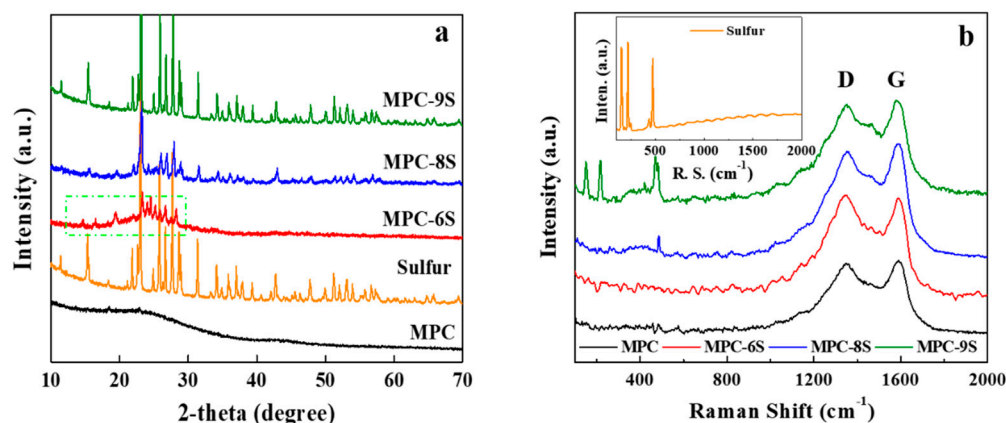 a
MPC-9S
MPC-8S
MPC-6S
Sulfur
MPC
Intensity (a.u.)
10 20 30 40 50 60 70
2-theta (degree)
b
Sulfur
Inten. (a.u.)
500 1000 1500 2000
R. S. (cm⁻¹)
D G
Intensity (a.u.)
MPC MPC-6S MPC-8S MPC-9S
400 800 1200 1600 2000
Raman Shift (cm⁻¹)